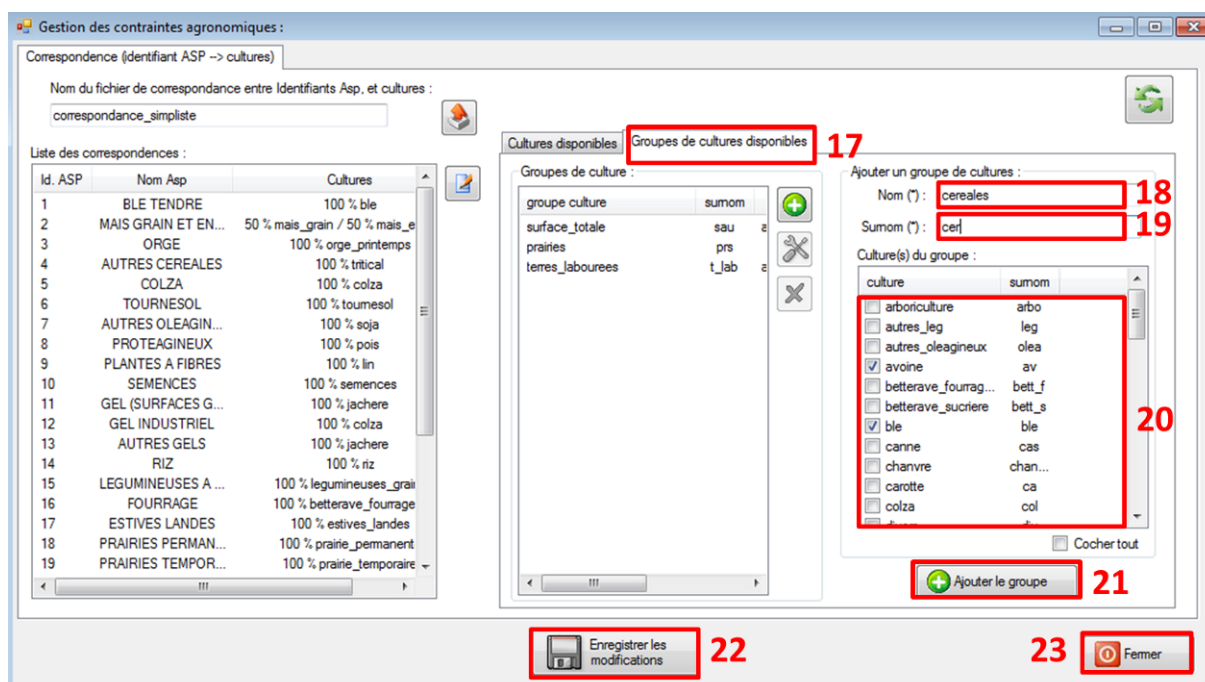 Gestion des contraintes agronomiques :
Correspondence (identifiant ASP --> cultures)
Nom du fichier de correspondance entre Identifiants Asp, et cultures :
correspondance_simpliste
Liste des correspondences :
Id. ASP Nom Asp Cultures
1 BLE TENDRE 100 % ble
2 MAIS GRAIN ET EN... 50 % mais_grain / 50 % mais_e
3 ORGE 100 % orge_printemps
4 AUTRES CEREALES 100 % tritical
5 COLZA 100 % colza
6 TOURNESOL 100 % tournesol
7 AUTRES OLEAGIN... 100 % soja
8 PROTEAGINEUX 100 % pois
9 PLANTES A FIBRES 100 % lin
10 SEMENCES 100 % semences
11 GEL (SURFACES G... 100 % jachere
12 GEL INDUSTRIEL 100 % colza
13 AUTRES GELS 100 % jachere
14 RIZ 100 % riz
15 LEGUMINEUSES A ... 100 % legumineuses_grai
16 FOURRAGE 100 % betterave_fourrage
17 ESTIVES LANDES 100 % estives_landes
18 PRAIRIES PERMAN... 100 % prairie_permanent
19 PRAIRIES TEMPOR... 100 % prairie_temporaire
Cultures disponibles Groupes de cultures disponibles 17
Groupes de culture :
groupe culture surnom
surface_totale sau a
prairies prs
terres_labourees t_lab a
Ajouter un groupe de cultures :
Nom (*) : cereales 18
Surnom (*) : cer 19
Culture(s) du groupe :
culture surnom
arboriculture arbo
autres_leg leg
autres_oleagineux olea
avoine av
betterave_fourrag... bett_f
betterave_sucriere bett_s
ble ble
canne cas
chanvre chan...
carotte ca
colza col
20
Cocher tout
Ajouter le groupe 21
Enregistrer les
modifications
22
23 Fermer